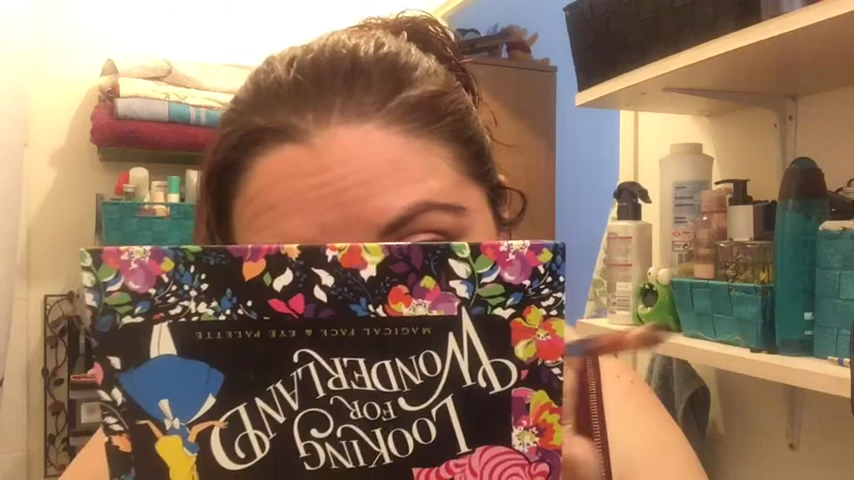 LOOKING
FOR
WONDERLAND
MAGICAL FACE & EYE PALETTE